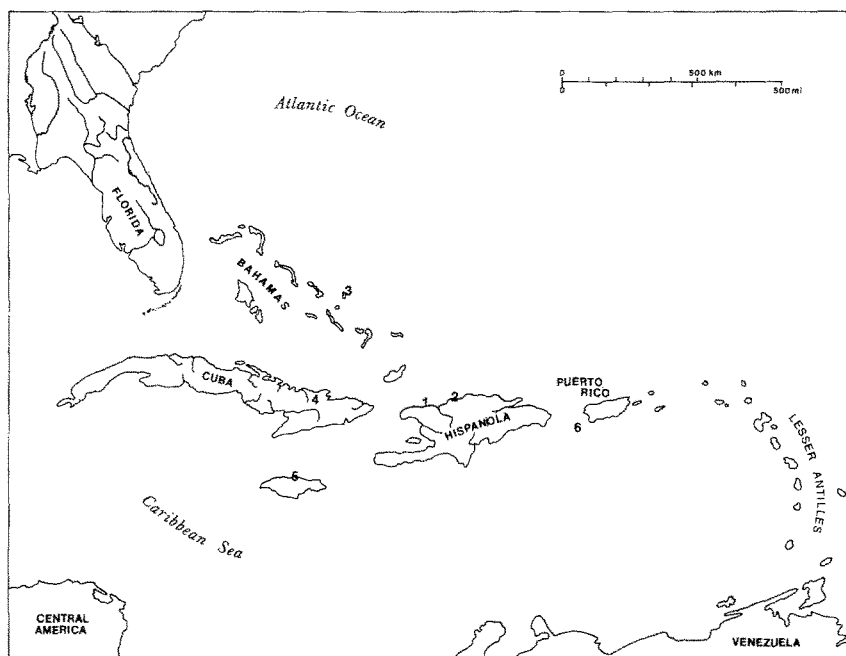 0 500 km
0 500 mi
Atlantic Ocean
FLORIDA
BAHAMAS
3
CUBA
4
1
2
HISPANOLA
PUERTO
RICO
6
5
LESSER ANTILLES
Caribbean Sea
CENTRAL
AMERICA
VENEZUELA